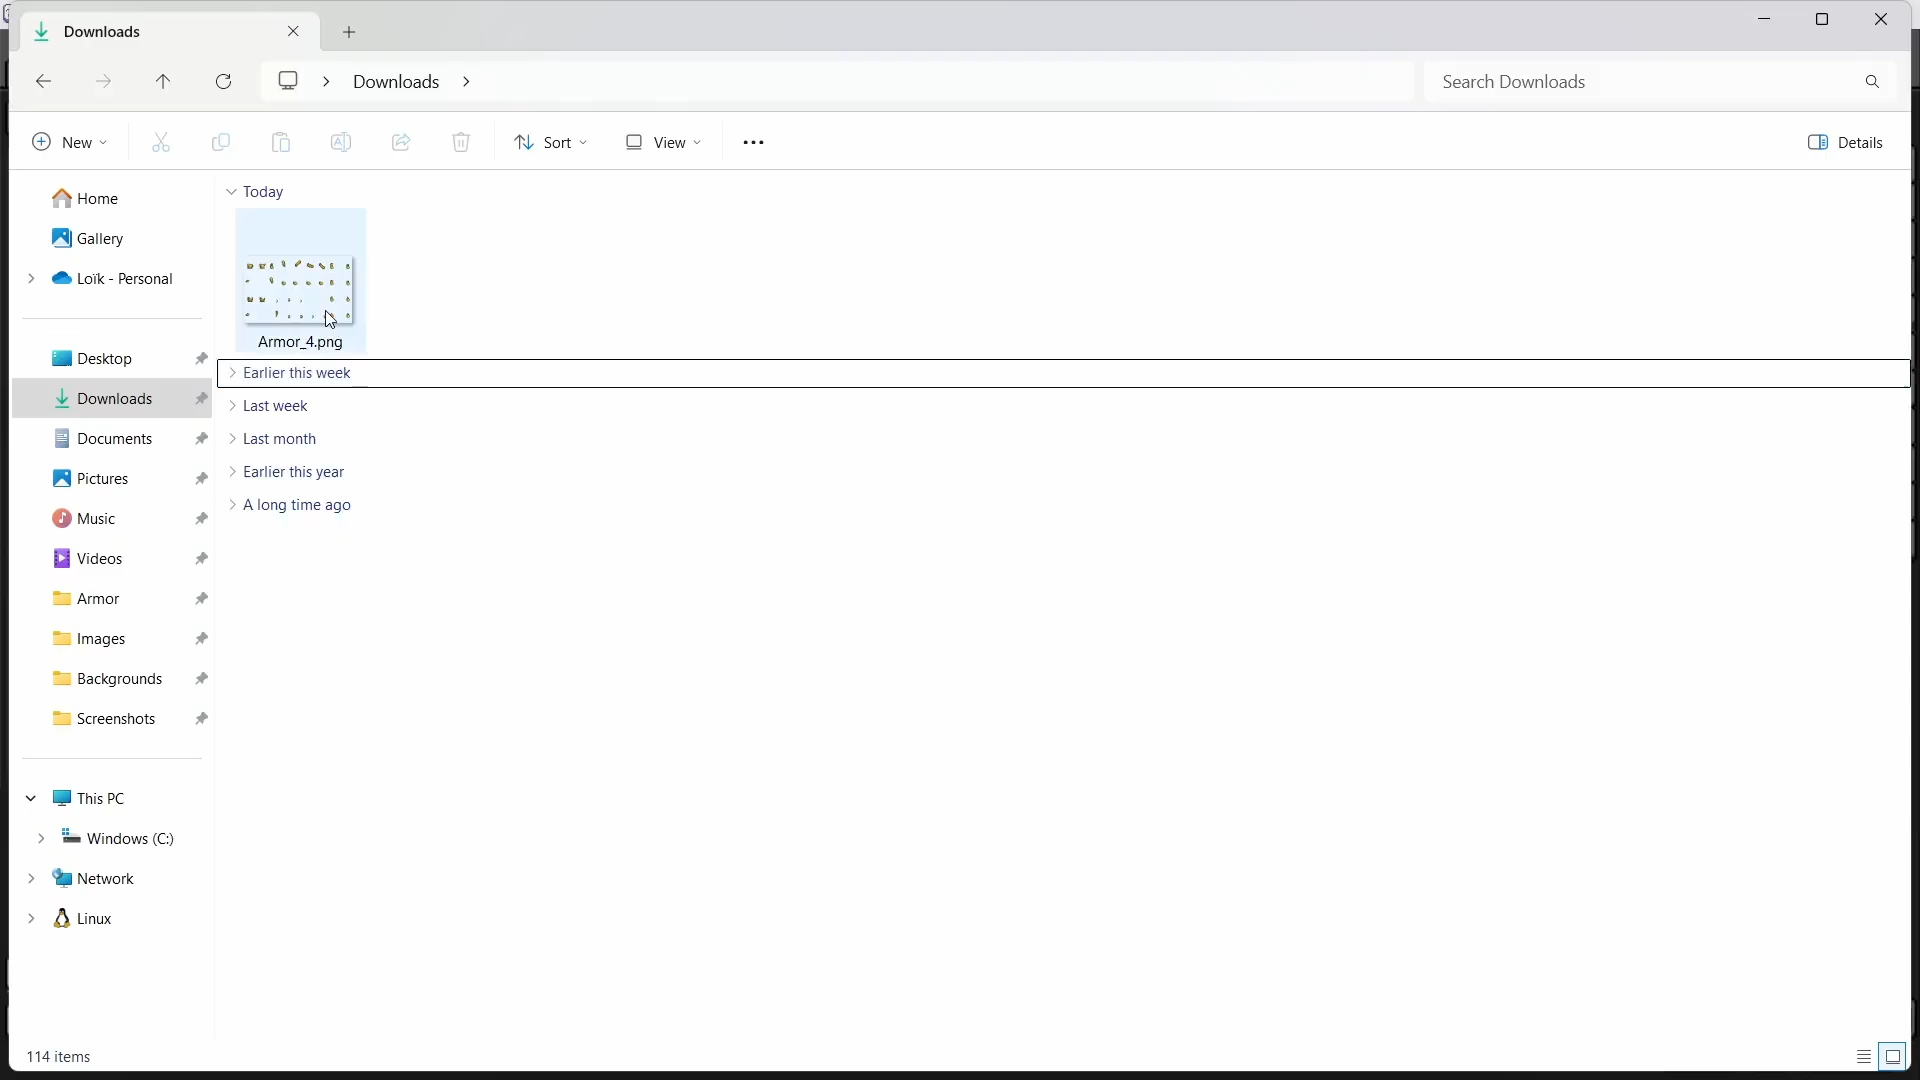 Downloads
Downloads
Search Downloads
New
Sort
View
Details
Home
Gallery
Loïk - Personal
Desktop
Downloads
Documents
Pictures
Music
Videos
Armor
Images
Backgrounds
Screenshots
This PC
Windows (C:)
Network
Linux
Today
Armor_4.png
Earlier this week
Last week
Last month
Earlier this year
A long time ago
114 items